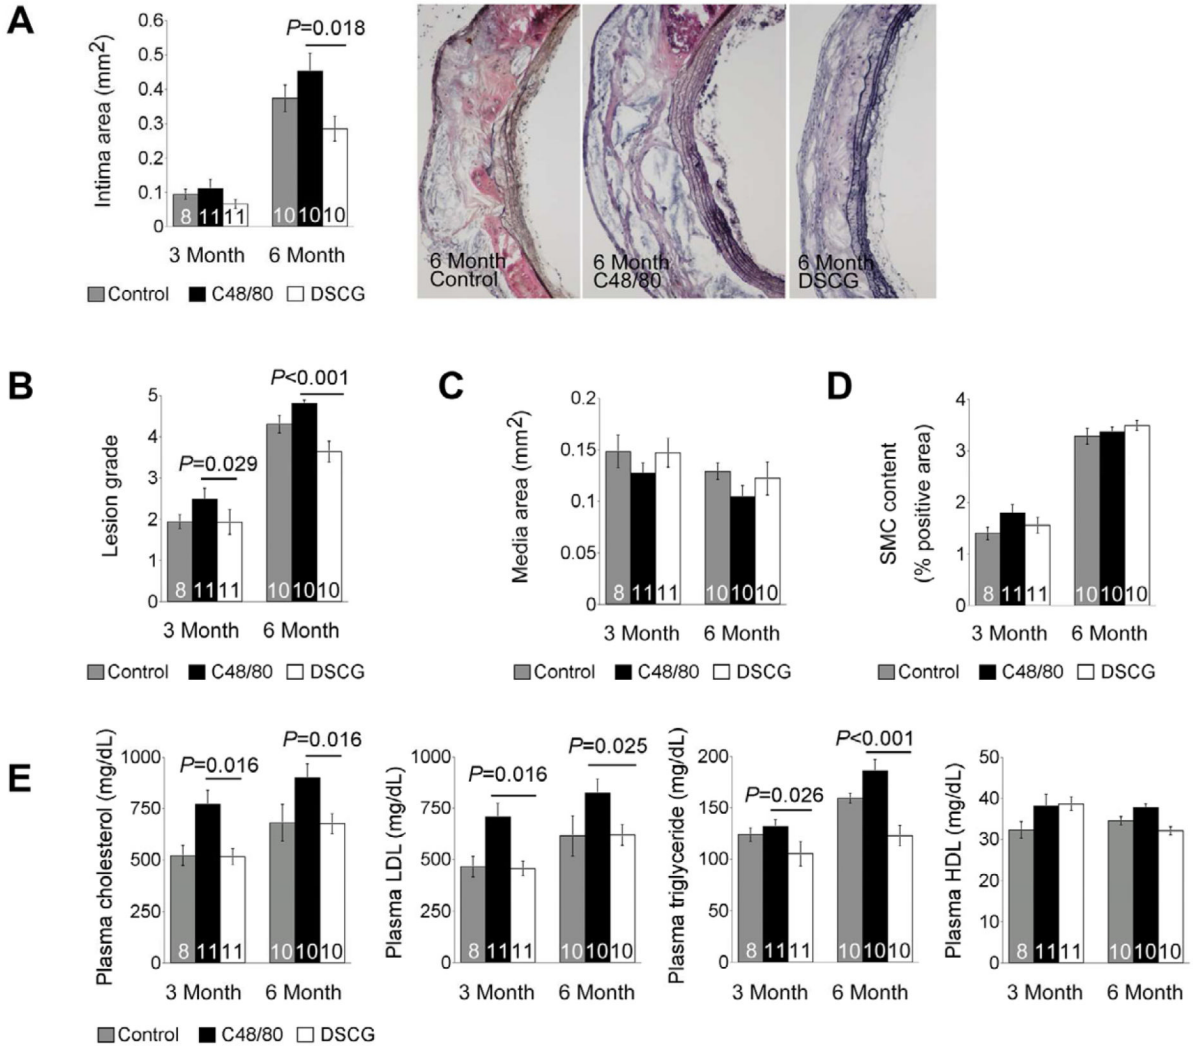 A
Intima area (mm2)
0.6
0.5
0.4
0.3
0.2
0.1
0
P=0.018
8 11 11
10 10 10
3 Month 6 Month
Control C48/80 DSCG
6 Month
Control
6 Month
C48/80
6 Month
DSCG
B
Lesion grade
5
4
3
2
1
0
P=0.029
P<0.001
8 11 11
10 10 10
3 Month 6 Month
Control C48/80 DSCG
C
Media area (mm2)
0.2
0.15
0.1
0.05
0
8 11 11
10 10 10
3 Month 6 Month
Control C48/80 DSCG
D
SMC content
(% positive area)
4
3
2
1
0
8 11 11
10 10 10
3 Month 6 Month
Control C48/80 DSCG
E
Plasma cholesterol (mg/dL)
1000
750
500
250
0
P=0.016
P=0.016
8 11 11
10 10 10
3 Month 6 Month
Plasma LDL (mg/dL)
1000
750
500
250
0
P=0.016
P=0.025
8 11 11
10 10 10
3 Month 6 Month
Plasma triglyceride (mg/dL)
200
150
100
50
0
P=0.026
P<0.001
8 11 11
10 10 10
3 Month 6 Month
Plasma HDL (mg/dL)
50
40
30
20
10
0
8 11 11
10 10 10
3 Month 6 Month
Control C48/80 DSCG